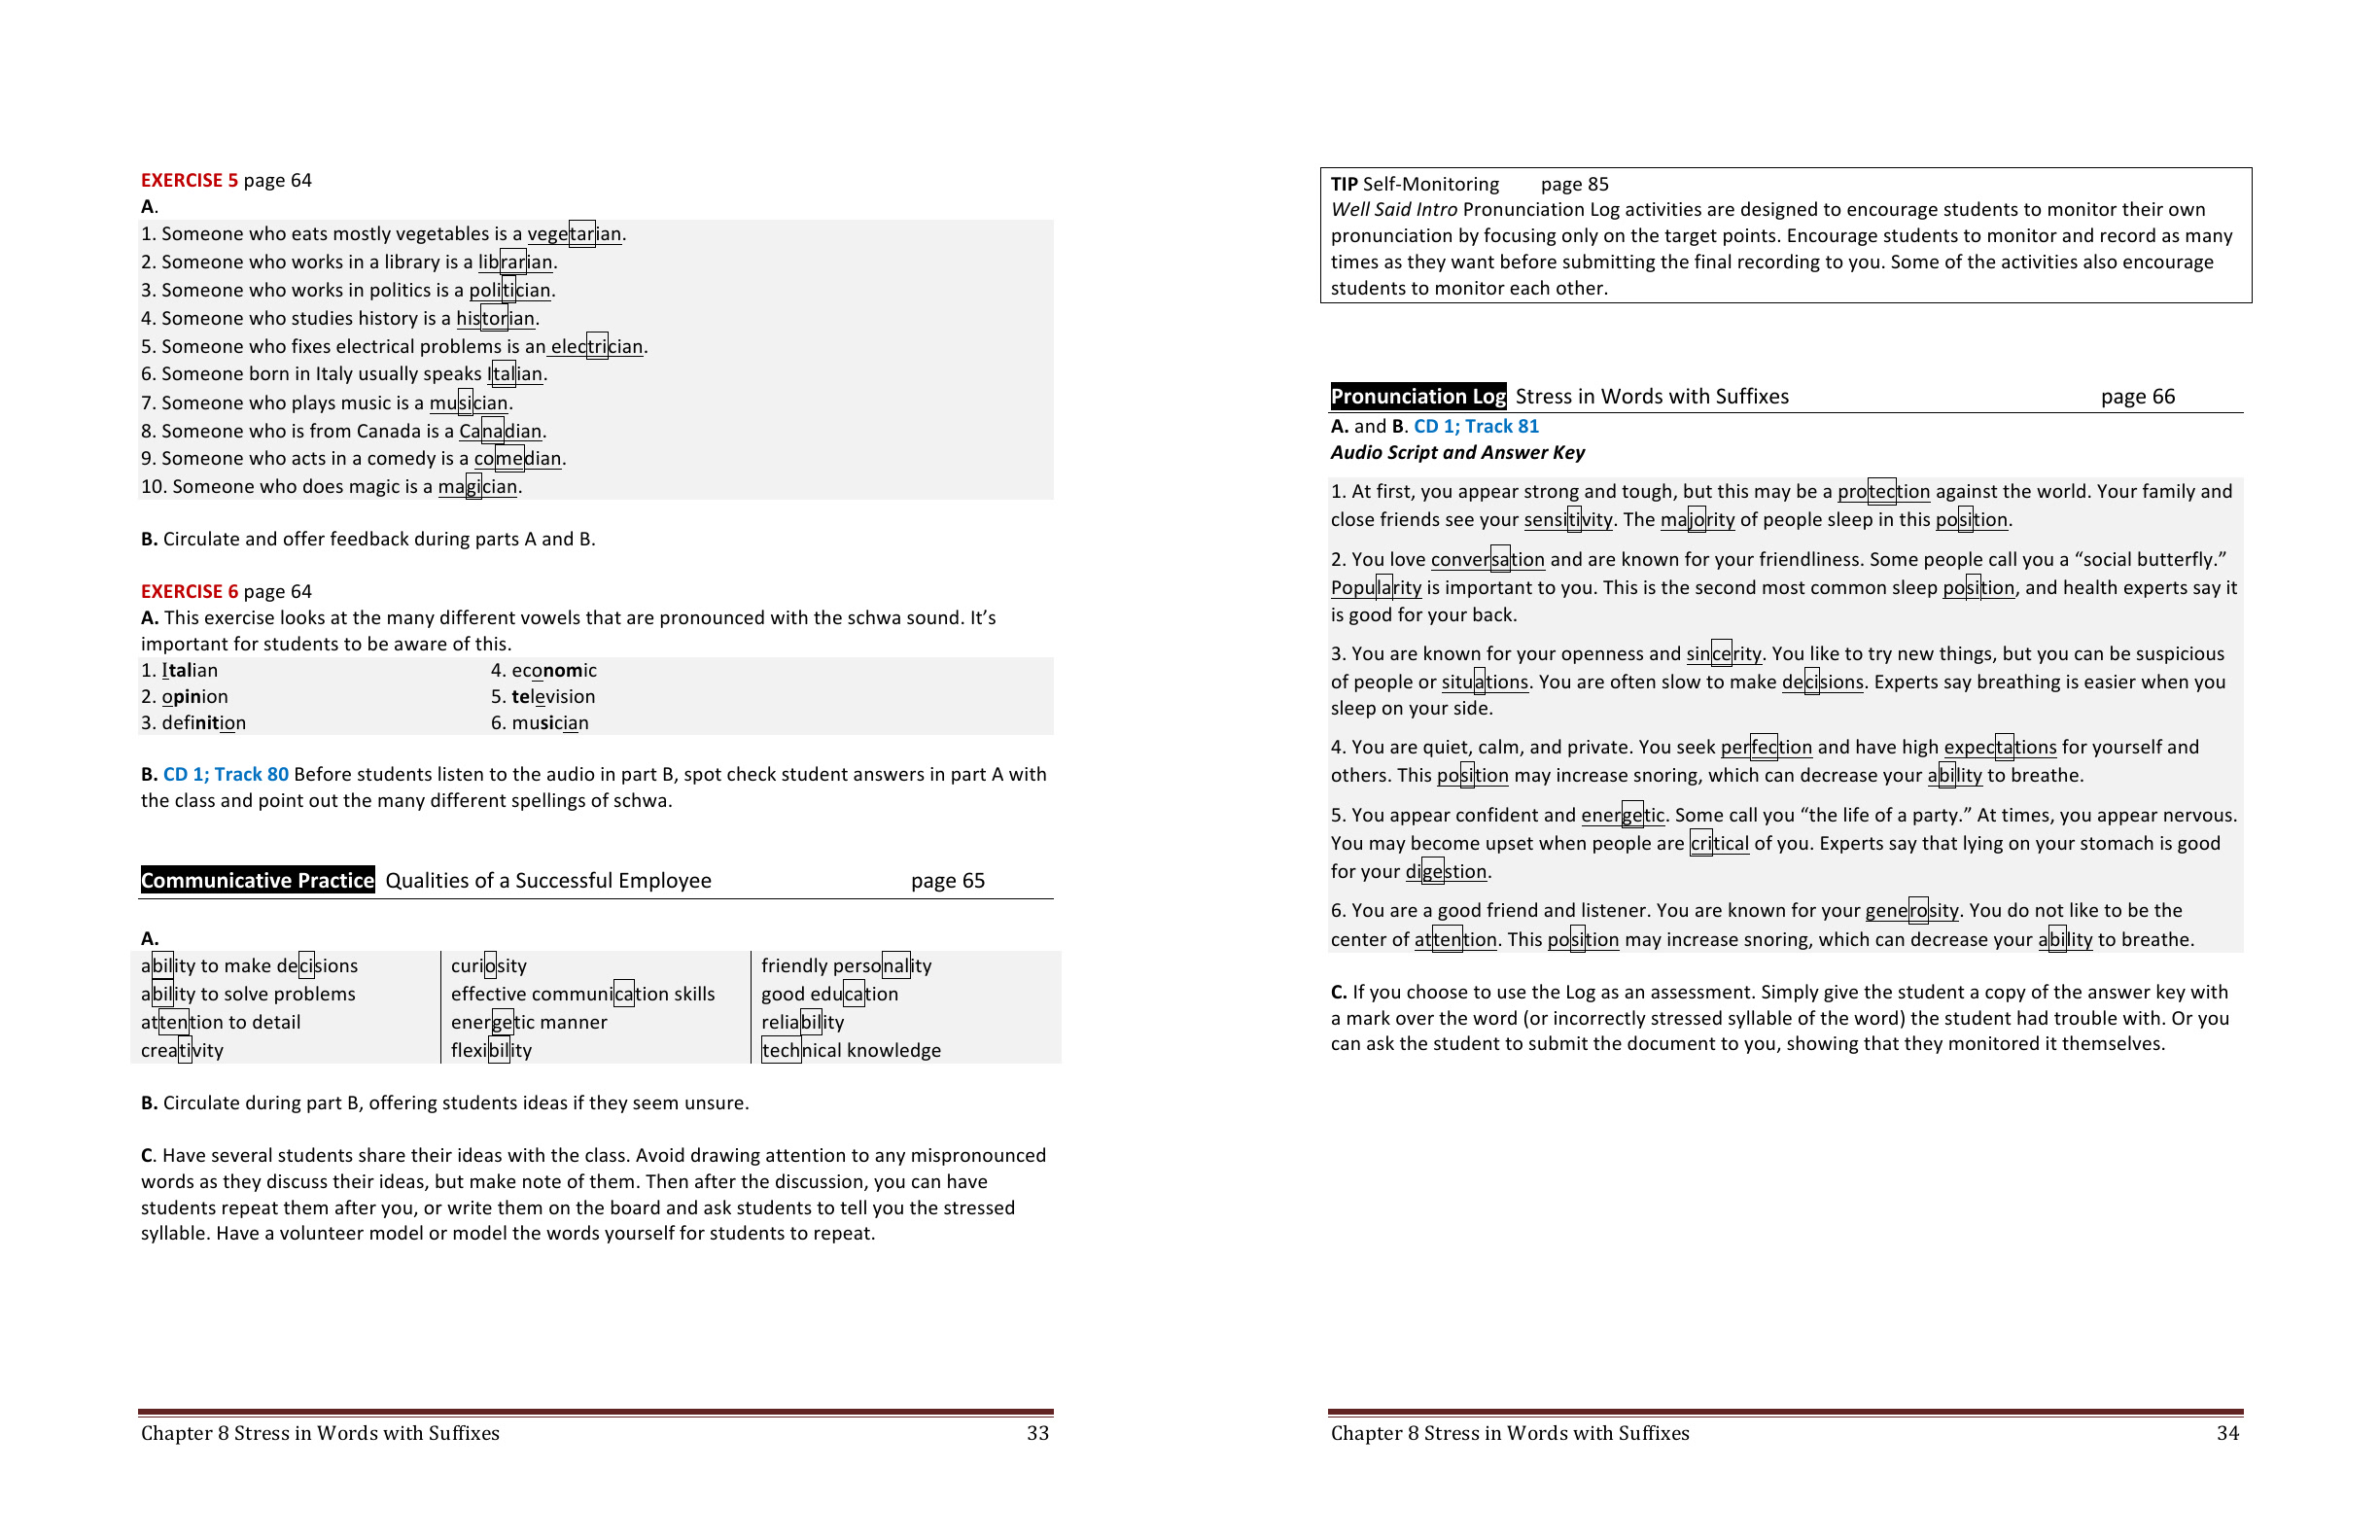 EXERCISE 5 page 64
A.
1. Someone who eats mostly vegetables is a vegetarian.
2. Someone who works in a library is a librarian.
3. Someone who works in politics is a politician.
4. Someone who studies history is a historian.
5. Someone who fixes electrical problems is an electrician.
6. Someone born in Italy usually speaks Italian.
7. Someone who plays music is a musician.
8. Someone who is from Canada is a Canadian.
9. Someone who acts in a comedy is a comedian.
10. Someone who does magic is a magician.
B. Circulate and offer feedback during parts A and B.
EXERCISE 6 page 64
A. This exercise looks at the many different vowels that are pronounced with the schwa sound. It’s
important for students to be aware of this.
1. Italian 4. economic
2. opinion 5. television
3. definition 6. musician
B. CD 1; Track 80 Before students listen to the audio in part B, spot check student answers in part A with
the class and point out the many different spellings of schwa.
Communicative Practice Qualities of a Successful Employee page 65
A.
ability to make decisions curiosity friendly personality
ability to solve problems effective communication skills good education
attention to detail energetic manner reliability
creativity flexibility technical knowledge
B. Circulate during part B, offering students ideas if they seem unsure.
C. Have several students share their ideas with the class. Avoid drawing attention to any mispronounced
words as they discuss their ideas, but make note of them. Then after the discussion, you can have
students repeat them after you, or write them on the board and ask students to tell you the stressed
syllable. Have a volunteer model or model the words yourself for students to repeat.
Chapter 8 Stress in Words with Suffixes 33
TIP Self-Monitoring page 85
Well Said Intro Pronunciation Log activities are designed to encourage students to monitor their own
pronunciation by focusing only on the target points. Encourage students to monitor and record as many
times as they want before submitting the final recording to you. Some of the activities also encourage
students to monitor each other.
Pronunciation Log Stress in Words with Suffixes page 66
A. and B. CD 1; Track 81
Audio Script and Answer Key
1. At first, you appear strong and tough, but this may be a protection against the world. Your family and
close friends see your sensitivity. The majority of people sleep in this position.
2. You love conversation and are known for your friendliness. Some people call you a “social butterfly.”
Popularity is important to you. This is the second most common sleep position, and health experts say it
is good for your back.
3. You are known for your openness and sincerity. You like to try new things, but you can be suspicious
of people or situations. You are often slow to make decisions. Experts say breathing is easier when you
sleep on your side.
4. You are quiet, calm, and private. You seek perfection and have high expectations for yourself and
others. This position may increase snoring, which can decrease your ability to breathe.
5. You appear confident and energetic. Some call you “the life of a party.” At times, you appear nervous.
You may become upset when people are critical of you. Experts say that lying on your stomach is good
for your digestion.
6. You are a good friend and listener. You are known for your generosity. You do not like to be the
center of attention. This position may increase snoring, which can decrease your ability to breathe.
C. If you choose to use the Log as an assessment. Simply give the student a copy of the answer key with
a mark over the word (or incorrectly stressed syllable of the word) the student had trouble with. Or you
can ask the student to submit the document to you, showing that they monitored it themselves.
Chapter 8 Stress in Words with Suffixes 34